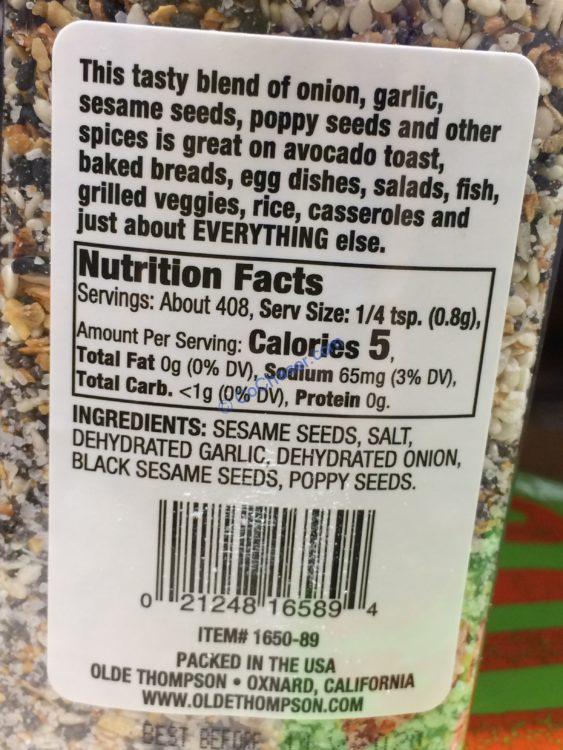 This tasty blend of onion, garlic,
sesame seeds, poppy seeds and other
spices is great on avocado toast,
baked breads, egg dishes, salads, fish,
grilled veggies, rice, casseroles and
just about EVERYTHING else.
Nutrition Facts
Servings: About 408, Serv Size: 1/4 tsp. (0.8g),
Amount Per Serving: Calories 5,
Total Fat 0g (0% DV), Sodium 65mg (3% DV),
Total Carb. <1g (0% DV), Protein 0g.
INGREDIENTS: SESAME SEEDS, SALT,
DEHYDRATED GARLIC, DEHYDRATED ONION,
BLACK SESAME SEEDS, POPPY SEEDS.
0 21248 16589 4
ITEM# 1650-89
PACKED IN THE USA
OLDE THOMPSON • OXNARD, CALIFORNIA
WWW.OLDETHOMPSON.COM
BEST BEFORE